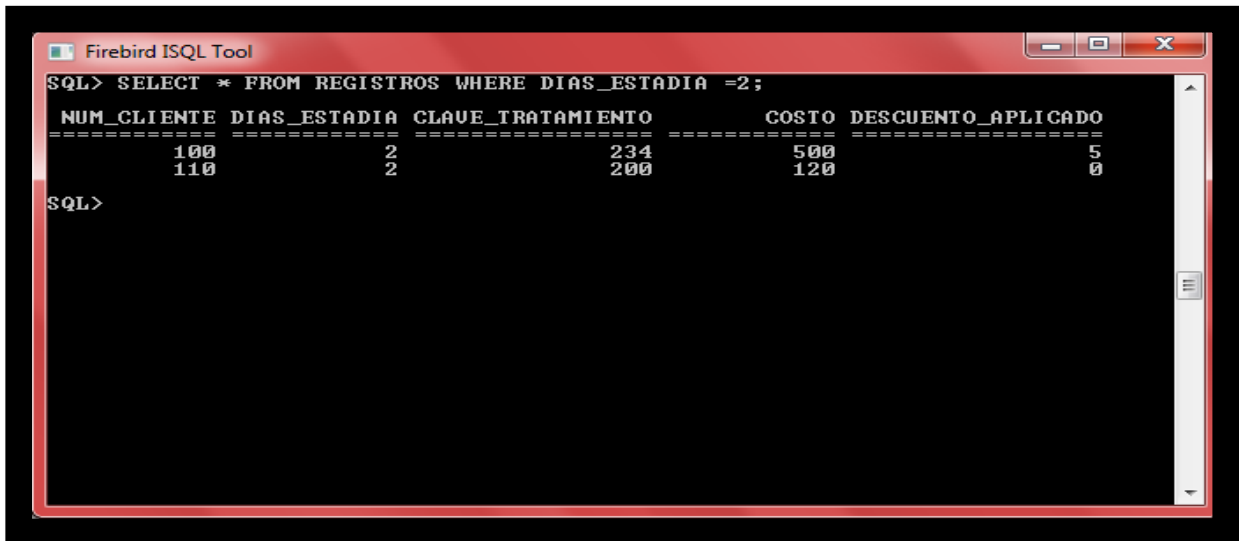 Firebird ISQL Tool
SQL> SELECT * FROM REGISTROS WHERE DIAS_ESTADIA =2;
NUM_CLIENTE DIAS_ESTADIA CLAVE_TRATAMIENTO COSTO DESCUENTO_APLICADO
============ ============ ================= ============ ==================
100 2 234 500 5
110 2 200 120 0
SQL>